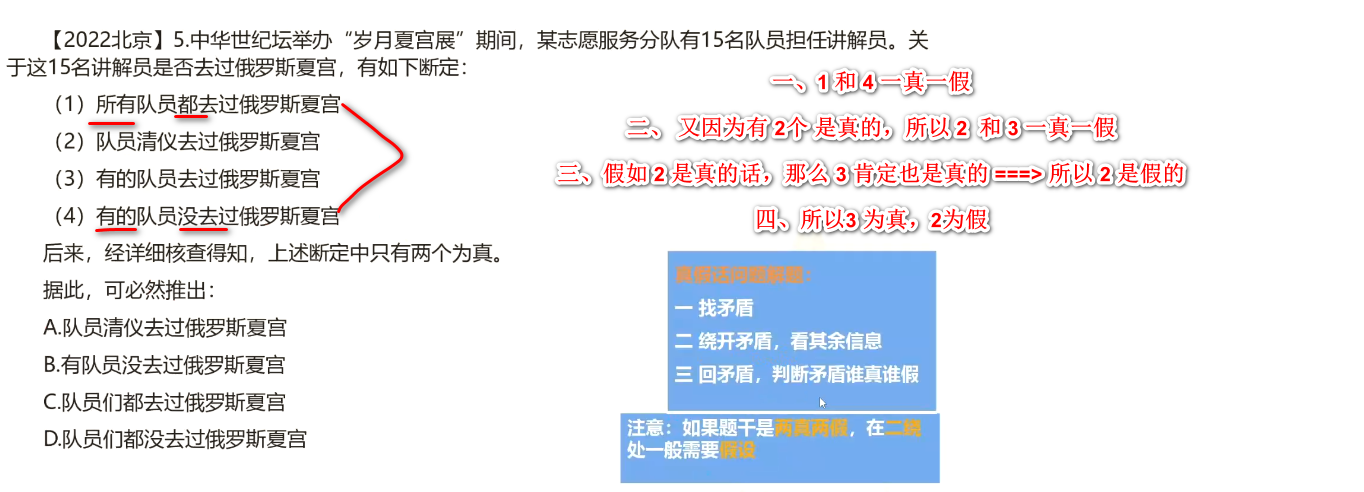 【2022北京】5.中华世纪坛举办“岁月夏宫展”期间，某志愿服务分队有15名队员担任讲解员。关
于这15名讲解员是否去过俄罗斯夏宫，有如下断定：
（1）所有队员都去过俄罗斯夏宫
（2）队员清仪去过俄罗斯夏宫
（3）有的队员去过俄罗斯夏宫
（4）有的队员没去过俄罗斯夏宫
后来，经详细核查得知，上述断定中只有两个为真。
据此，可必然推出：
A.队员清仪去过俄罗斯夏宫
B.有队员没去过俄罗斯夏宫
C.队员们都去过俄罗斯夏宫
D.队员们都没去过俄罗斯夏宫
一、1 和 4 一真一假
二、 又因为有 2个 是真的，所以 2 和 3 一真一假
三、假如 2 是真的话，那么 3 肯定也是真的 ===> 所以 2 是假的
四、所以3 为真，2为假
真假话问题解题：
一 找矛盾
二 绕开矛盾，看其余信息
三 回矛盾，判断矛盾谁真谁假
注意：如果题干是两真两假，在二绕
处一般需要假设